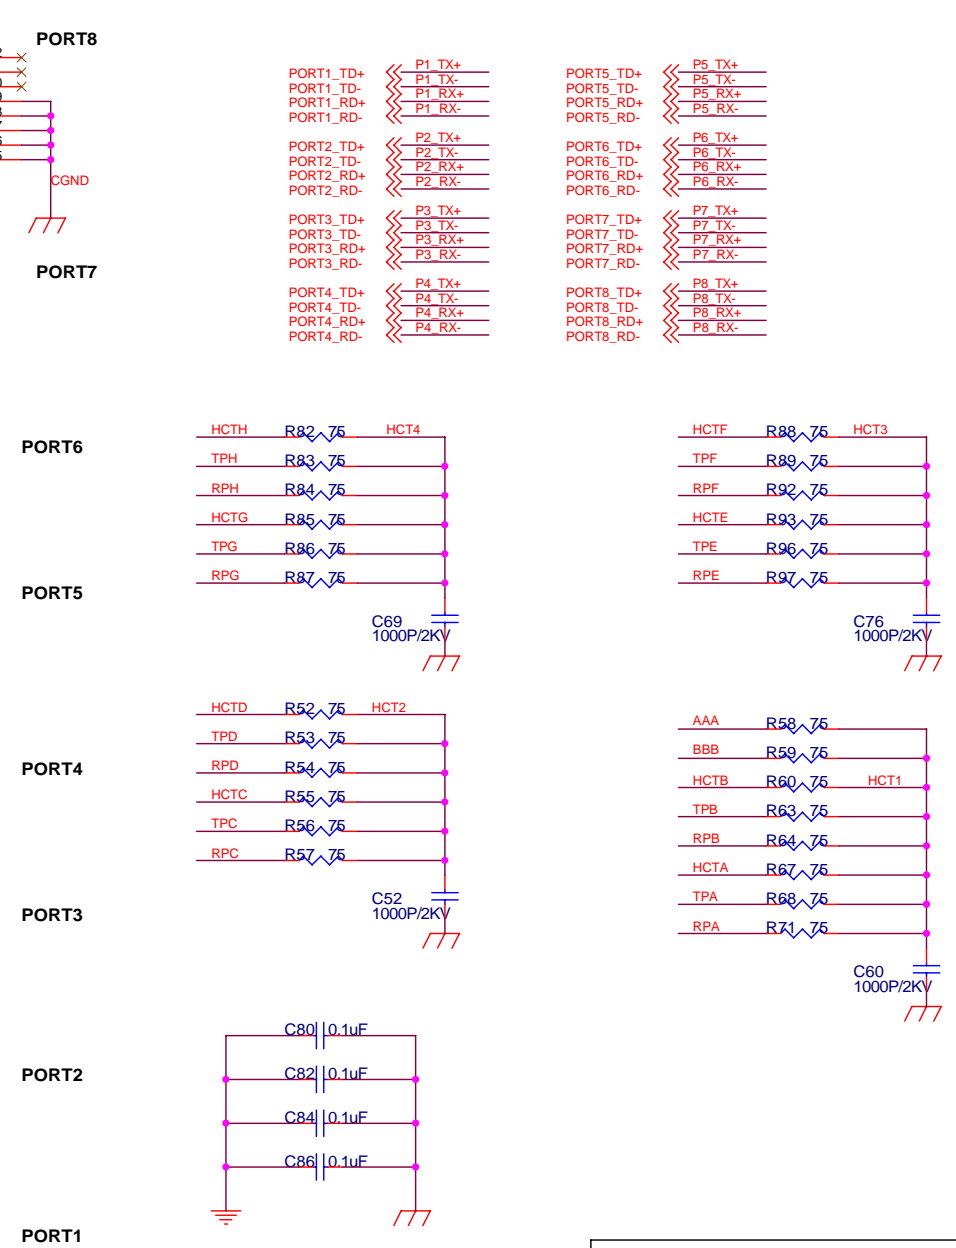 PORT8
CGND
PORT7
PORT1_TD+ P1_TX+
PORT1_TD- P1_TX-
PORT1_RD+ P1_RX+
PORT1_RD- P1_RX-
PORT2_TD+ P2_TX+
PORT2_TD- P2_TX-
PORT2_RD+ P2_RX+
PORT2_RD- P2_RX-
PORT3_TD+ P3_TX+
PORT3_TD- P3_TX-
PORT3_RD+ P3_RX+
PORT3_RD- P3_RX-
PORT4_TD+ P4_TX+
PORT4_TD- P4_TX-
PORT4_RD+ P4_RX+
PORT4_RD- P4_RX-
PORT5_TD+ P5_TX+
PORT5_TD- P5_TX-
PORT5_RD+ P5_RX+
PORT5_RD- P5_RX-
PORT6_TD+ P6_TX+
PORT6_TD- P6_TX-
PORT6_RD+ P6_RX+
PORT6_RD- P6_RX-
PORT7_TD+ P7_TX+
PORT7_TD- P7_TX-
PORT7_RD+ P7_RX+
PORT7_RD- P7_RX-
PORT8_TD+ P8_TX+
PORT8_TD- P8_TX-
PORT8_RD+ P8_RX+
PORT8_RD- P8_RX-
PORT6
PORT5
HCTH R82 75 HCT4
TPH R83 75
RPH R84 75
HCTG R85 75
TPG R86 75
RPG R87 75
C69
1000P/2KV
HCTF R88 75 HCT3
TPF R89 75
RPF R92 75
HCTE R93 75
TPE R96 75
RPE R97 75
C76
1000P/2KV
PORT4
PORT3
HCTD R52 75 HCT2
TPD R53 75
RPD R54 75
HCTC R55 75
TPC R56 75
RPC R57 75
C52
1000P/2KV
AAA R58 75
BBB R59 75
HCTB R60 75 HCT1
TPB R63 75
RPB R64 75
HCTA R67 75
TPA R68 75
RPA R71 75
C60
1000P/2KV
PORT2
C80 0.1uF
C82 0.1uF
C84 0.1uF
C86 0.1uF
PORT1